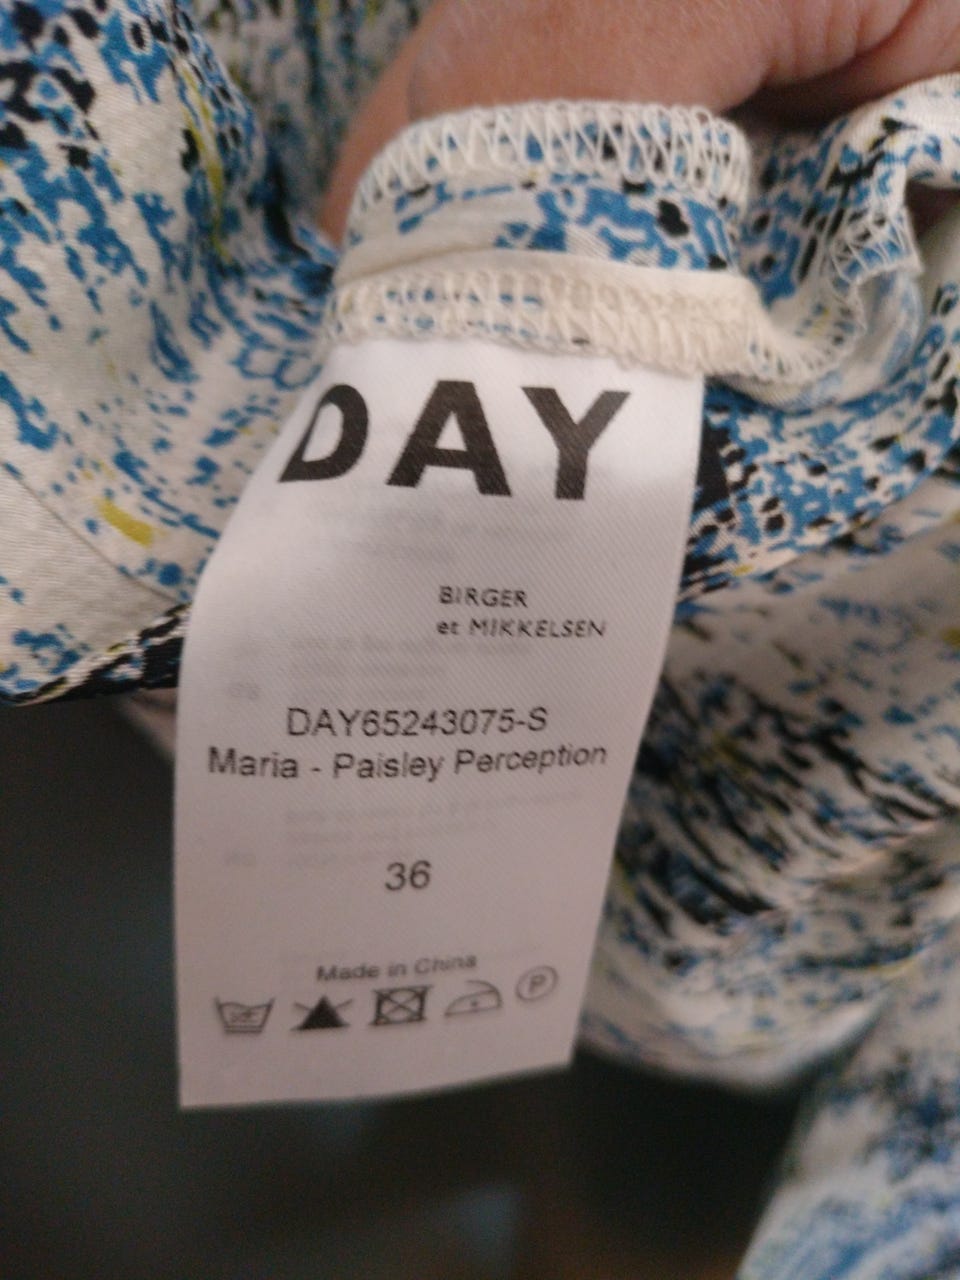 DAY
BIRGER
et MIKKELSEN
DAY65243075-S
Maria - Paisley Perception
36
Made in China
P